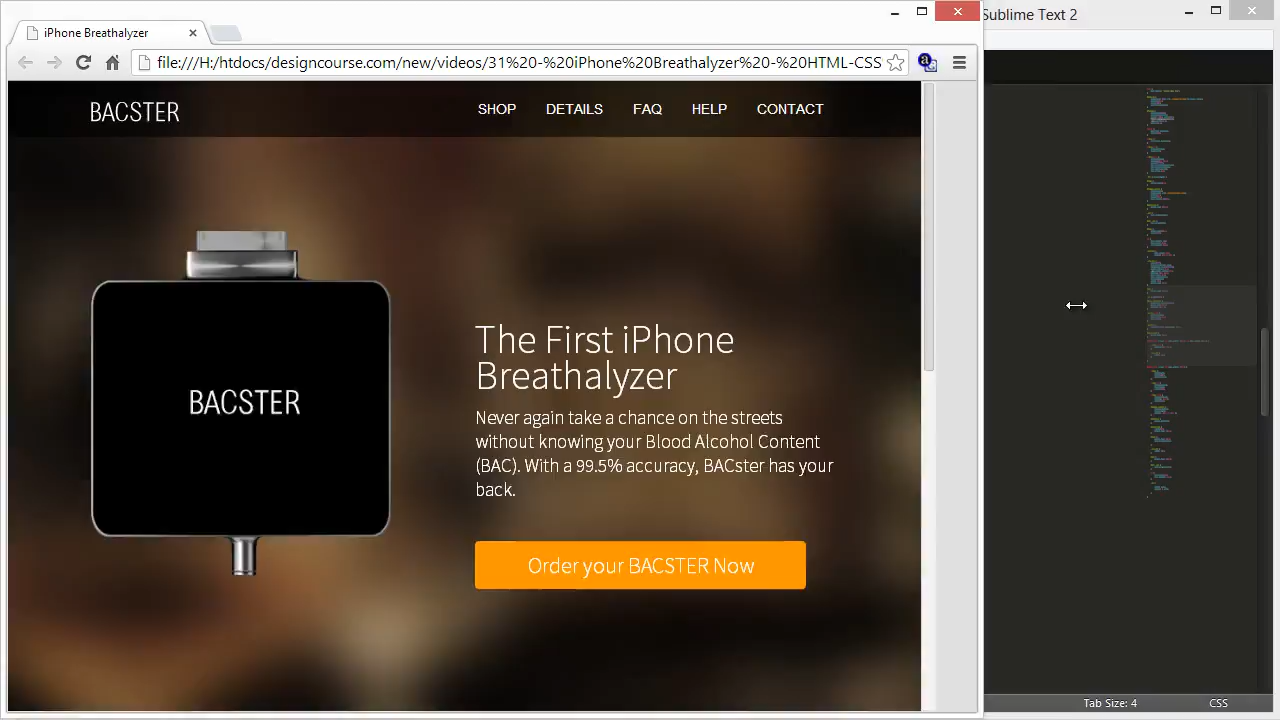 iPhone Breathalyzer
Sublime Text 2
file:///H:/htdocs/designcourse.com/new/videos/31%20-%20iPhone%20Breathalyzer%20-%20HTML-CSS
BACSTER
SHOP DETAILS FAQ HELP CONTACT
BACSTER
The First iPhone
Breathalyzer
Never again take a chance on the streets
without knowing your Blood Alcohol Content
(BAC). With a 99.5% accuracy, BACster has your
back.
Order your BACSTER Now
Tab Size: 4
CSS